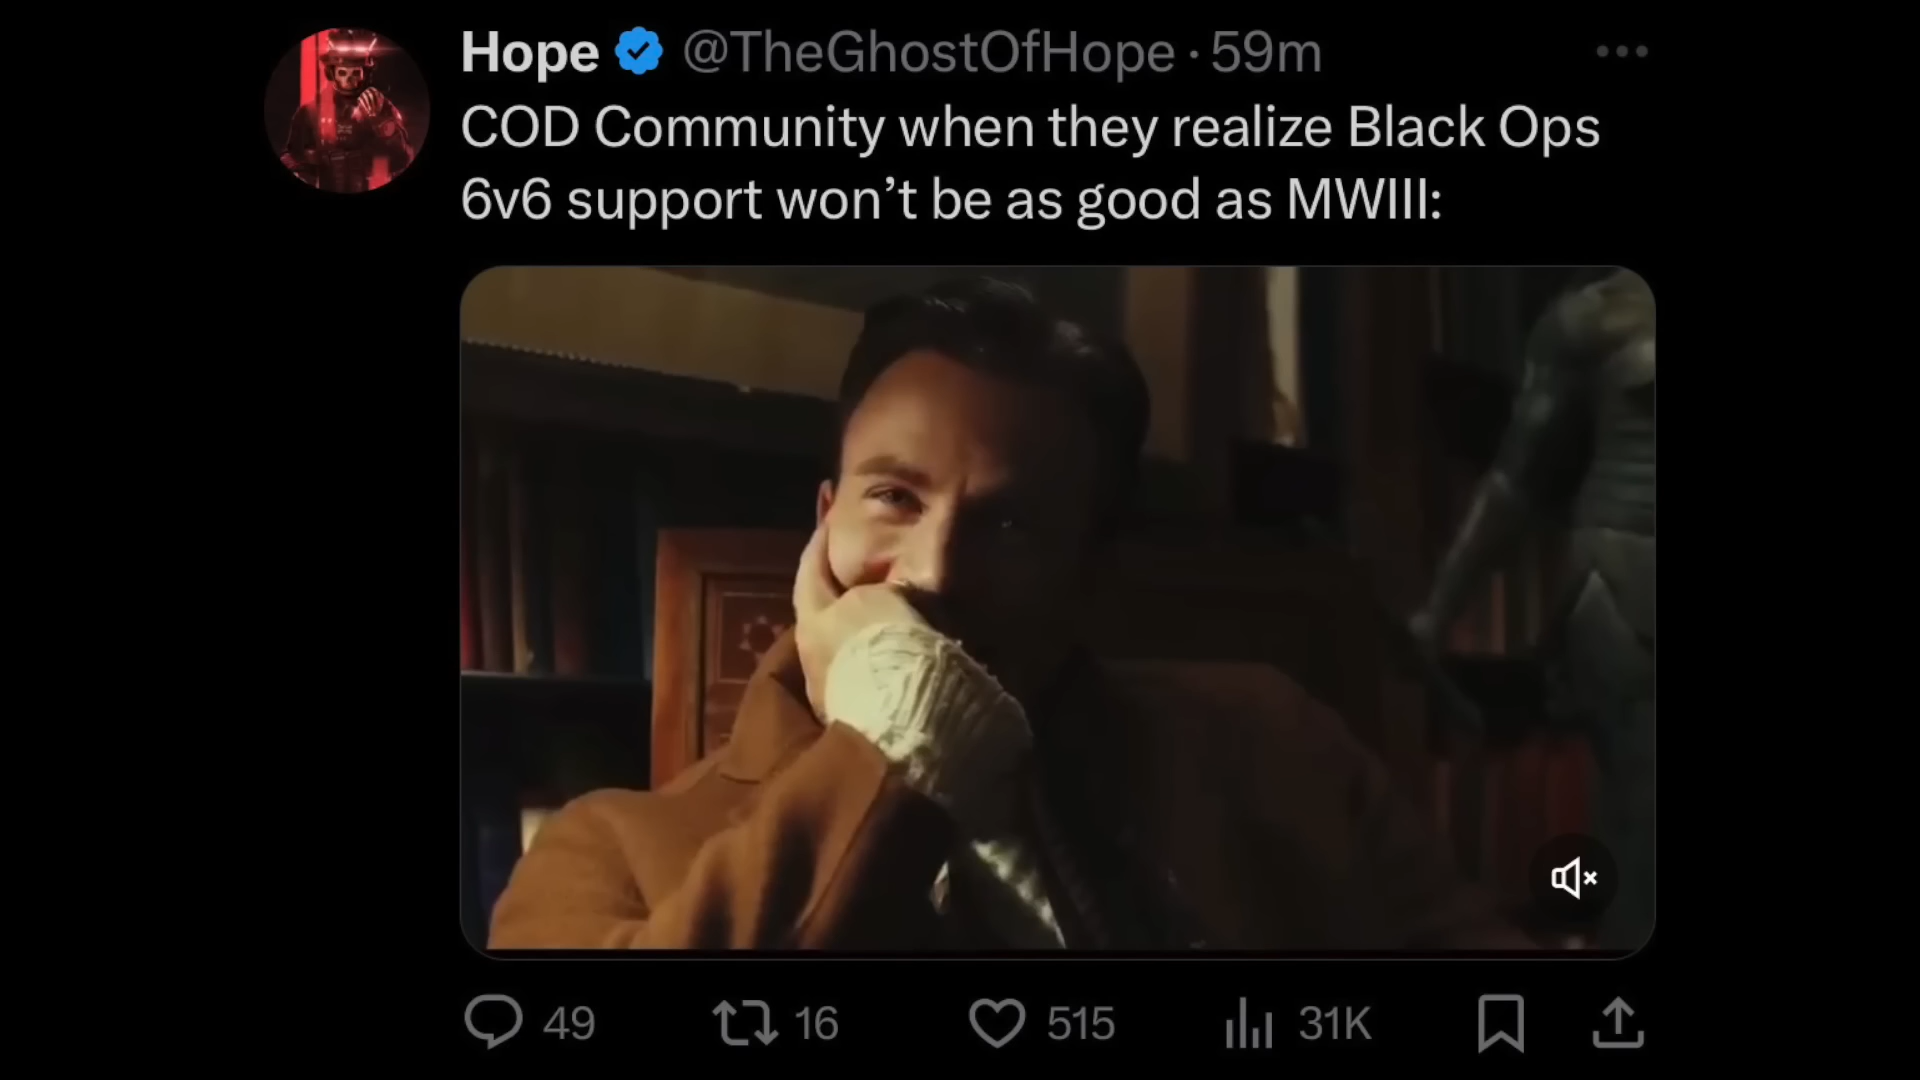 Hope @TheGhostOfHope · 59m
COD Community when they realize Black Ops
6v6 support won’t be as good as MWIII:
49 16 515 31K